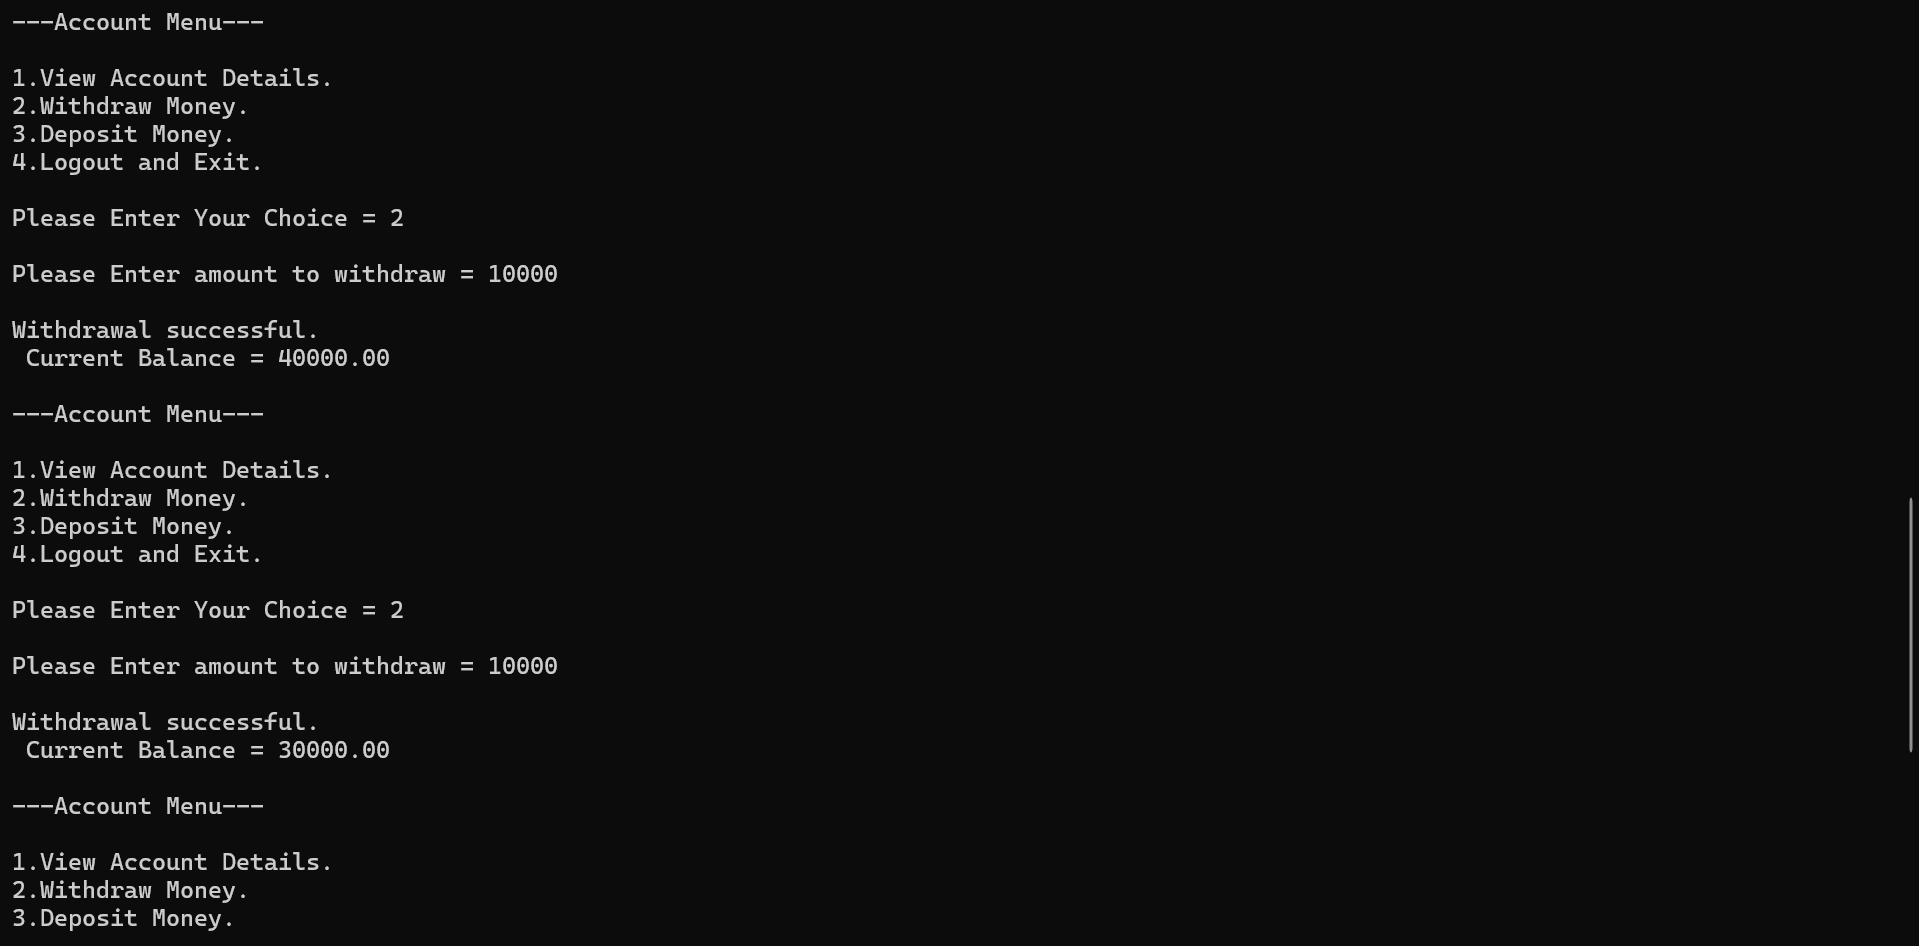 ---Account Menu---
1.View Account Details.
2.Withdraw Money.
3.Deposit Money.
4.Logout and Exit.
Please Enter Your Choice = 2
Please Enter amount to withdraw = 10000
Withdrawal successful.
 Current Balance = 40000.00
---Account Menu---
1.View Account Details.
2.Withdraw Money.
3.Deposit Money.
4.Logout and Exit.
Please Enter Your Choice = 2
Please Enter amount to withdraw = 10000
Withdrawal successful.
 Current Balance = 30000.00
---Account Menu---
1.View Account Details.
2.Withdraw Money.
3.Deposit Money.